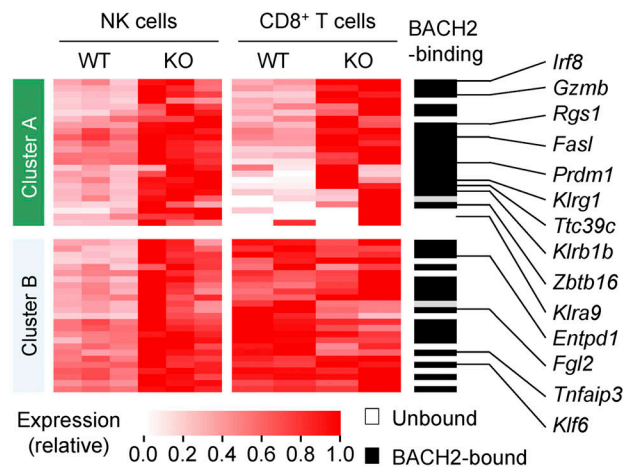 NK cells
CD8+ T cells
BACH2
-binding
WT
KO
WT
KO
Cluster A
Cluster B
Irf8
Gzmb
Rgs1
Fasl
Prdm1
Klrg1
Ttc39c
Klrb1b
Zbtb16
Klra9
Entpd1
Fgl2
Tnfaip3
Klf6
Expression
(relative)
0.0 0.2 0.4 0.6 0.8 1.0
Unbound
BACH2-bound